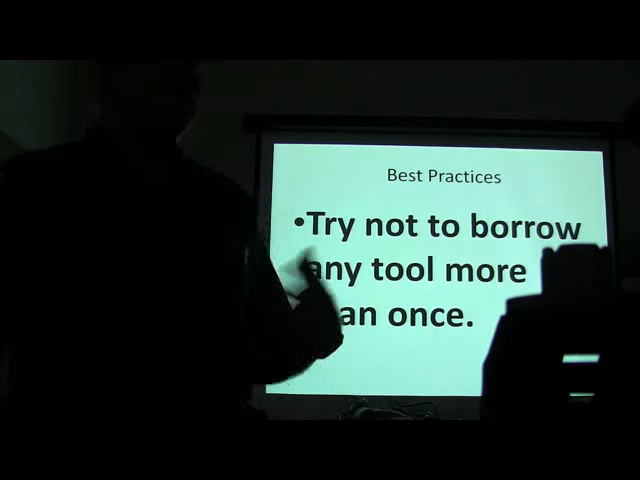 Best Practices
•Try not to borrow
any tool more
an once.